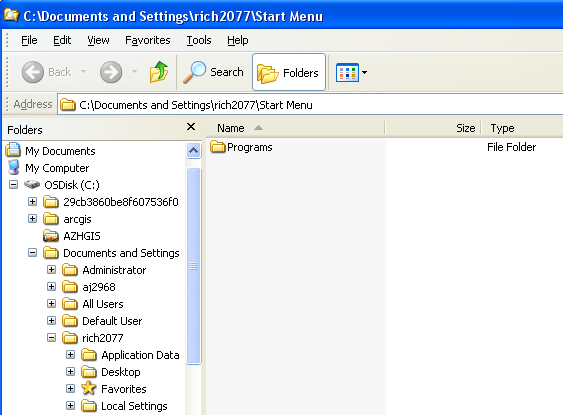 C:\Documents and Settings\rich2077\Start Menu
File Edit View Favorites Tools Help
Back Search Folders
Address C:\Documents and Settings\rich2077\Start Menu
Folders
Name Size Type
My Documents
Programs File Folder
My Computer
OSDisk (C:)
29cb3860be8f607536f0
arcgis
AZHGIS
Documents and Settings
Administrator
aj2968
All Users
Default User
rich2077
Application Data
Desktop
Favorites
Local Settings